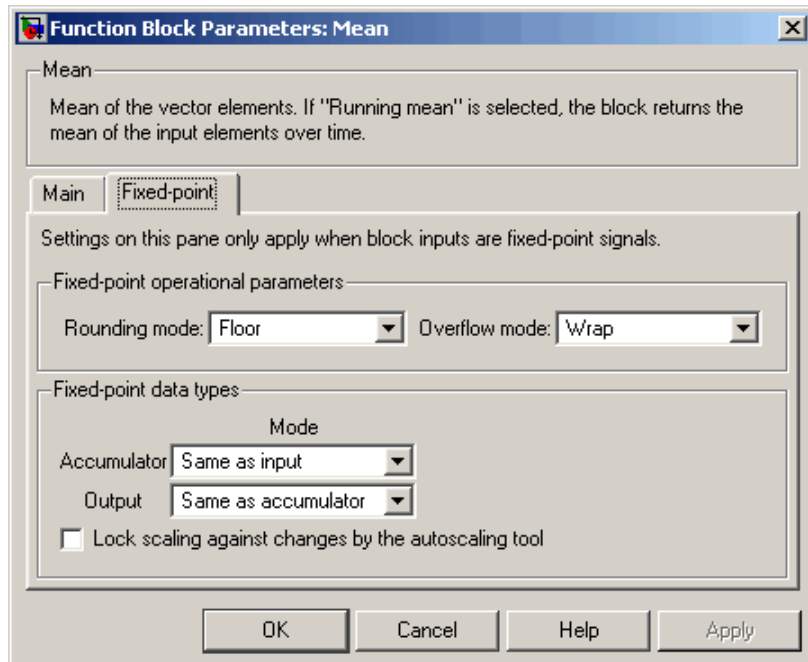 Function Block Parameters: Mean
Mean
Mean of the vector elements. If "Running mean" is selected, the block returns the
mean of the input elements over time.
Main Fixed-point
Settings on this pane only apply when block inputs are fixed-point signals.
Fixed-point operational parameters
Rounding mode: Floor Overflow mode: Wrap
Fixed-point data types
Mode
Accumulator Same as input
Output Same as accumulator
Lock scaling against changes by the autoscaling tool
OK Cancel Help Apply